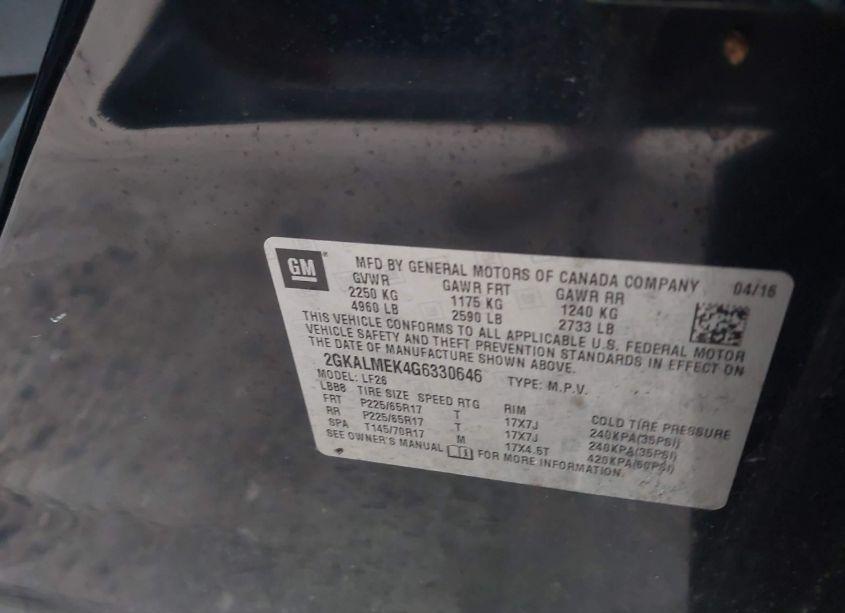 GM
MFD BY GENERAL MOTORS OF CANADA COMPANY 04/16
GVWR GAWR FRT GAWR RR
2250 KG 1175 KG 1240 KG
4960 LB 2590 LB 2733 LB
THIS VEHICLE CONFORMS TO ALL APPLICABLE U.S. FEDERAL MOTOR
VEHICLE SAFETY AND THEFT PREVENTION STANDARDS IN EFFECT ON
THE DATE OF MANUFACTURE SHOWN ABOVE.
2GKALMEK4G6330646 TYPE: M.P.V.
MODEL: LF26
LBB8 TIRE SIZE SPEED RTG RIM COLD TIRE PRESSURE
FRT P225/65R17 T 17X7J 240KPA(35PSI)
RR P225/65R17 T 17X7J 240KPA(35PSI)
SPA T145/70R17 M 17X4.5T 420KPA(60PSI)
SEE OWNER'S MANUAL FOR MORE INFORMATION.